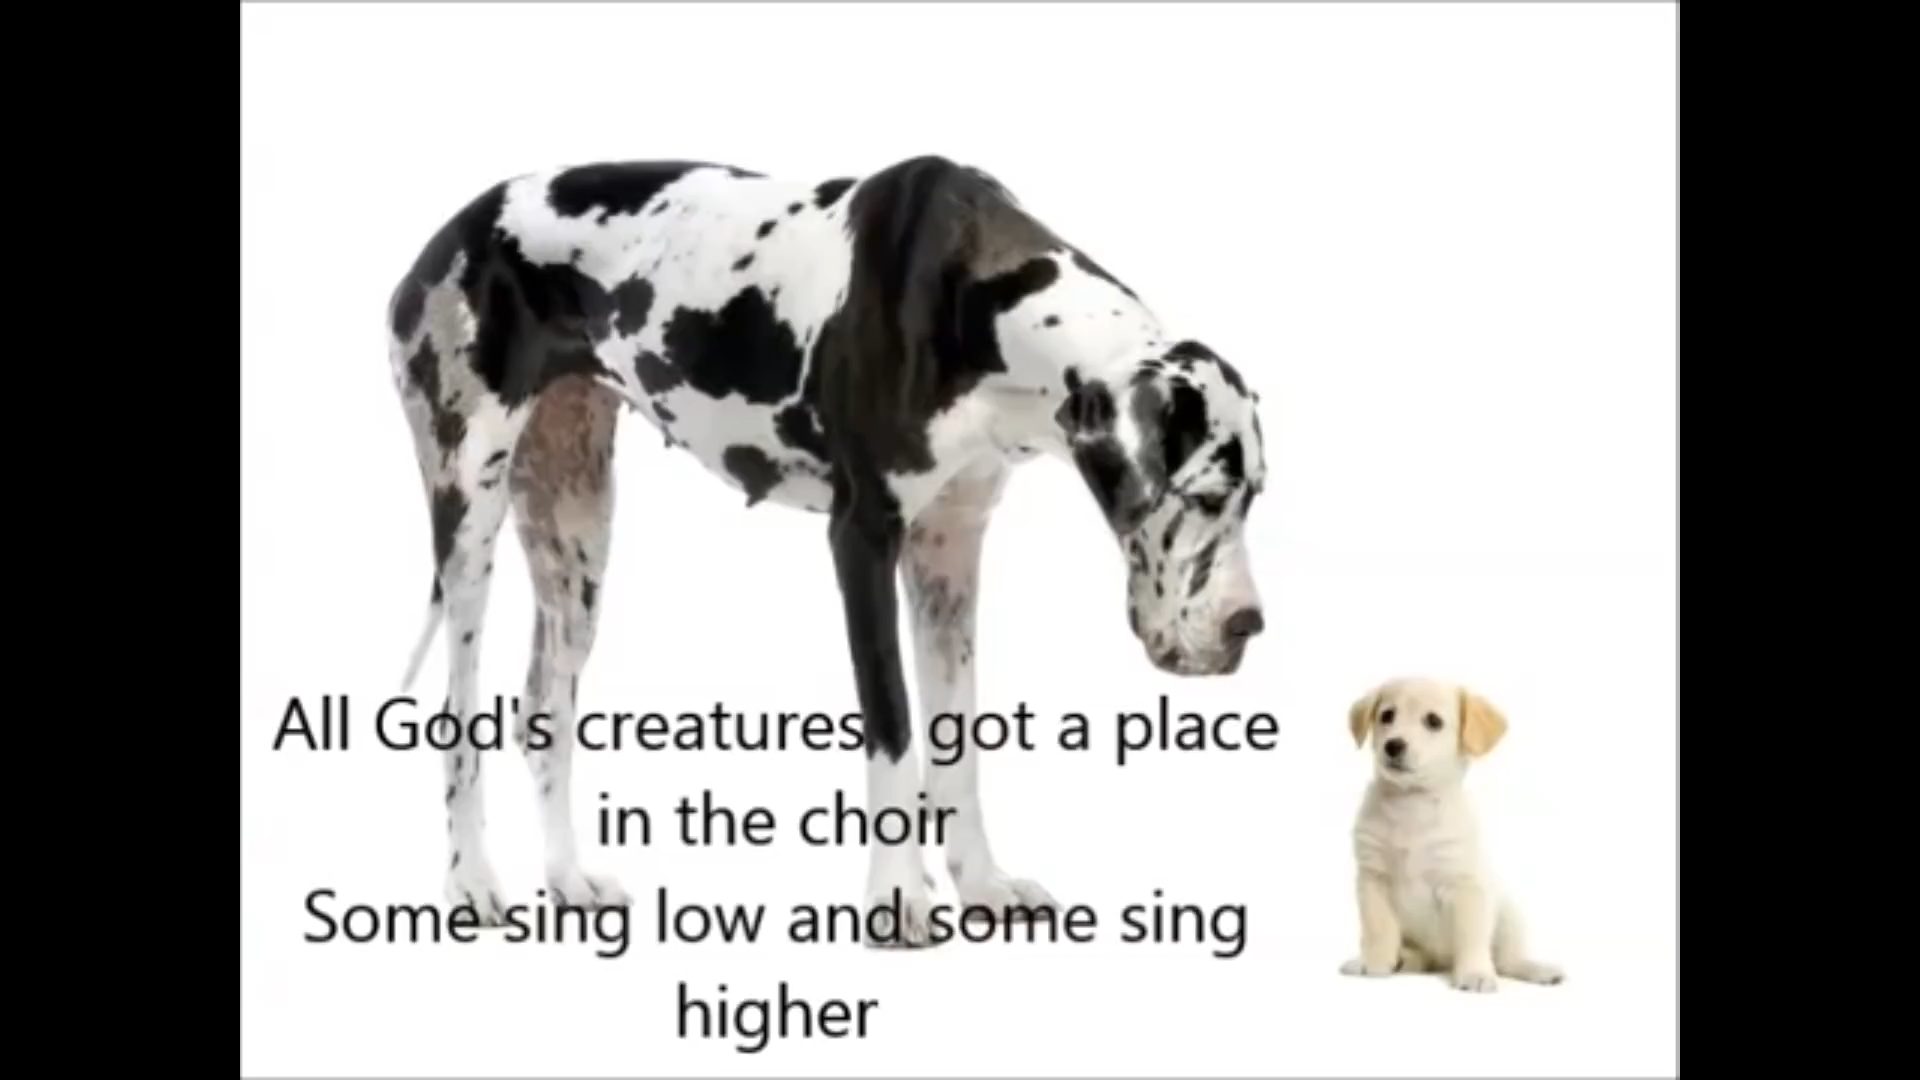 All God's creatures got a place
in the choir
Some sing low and some sing
higher